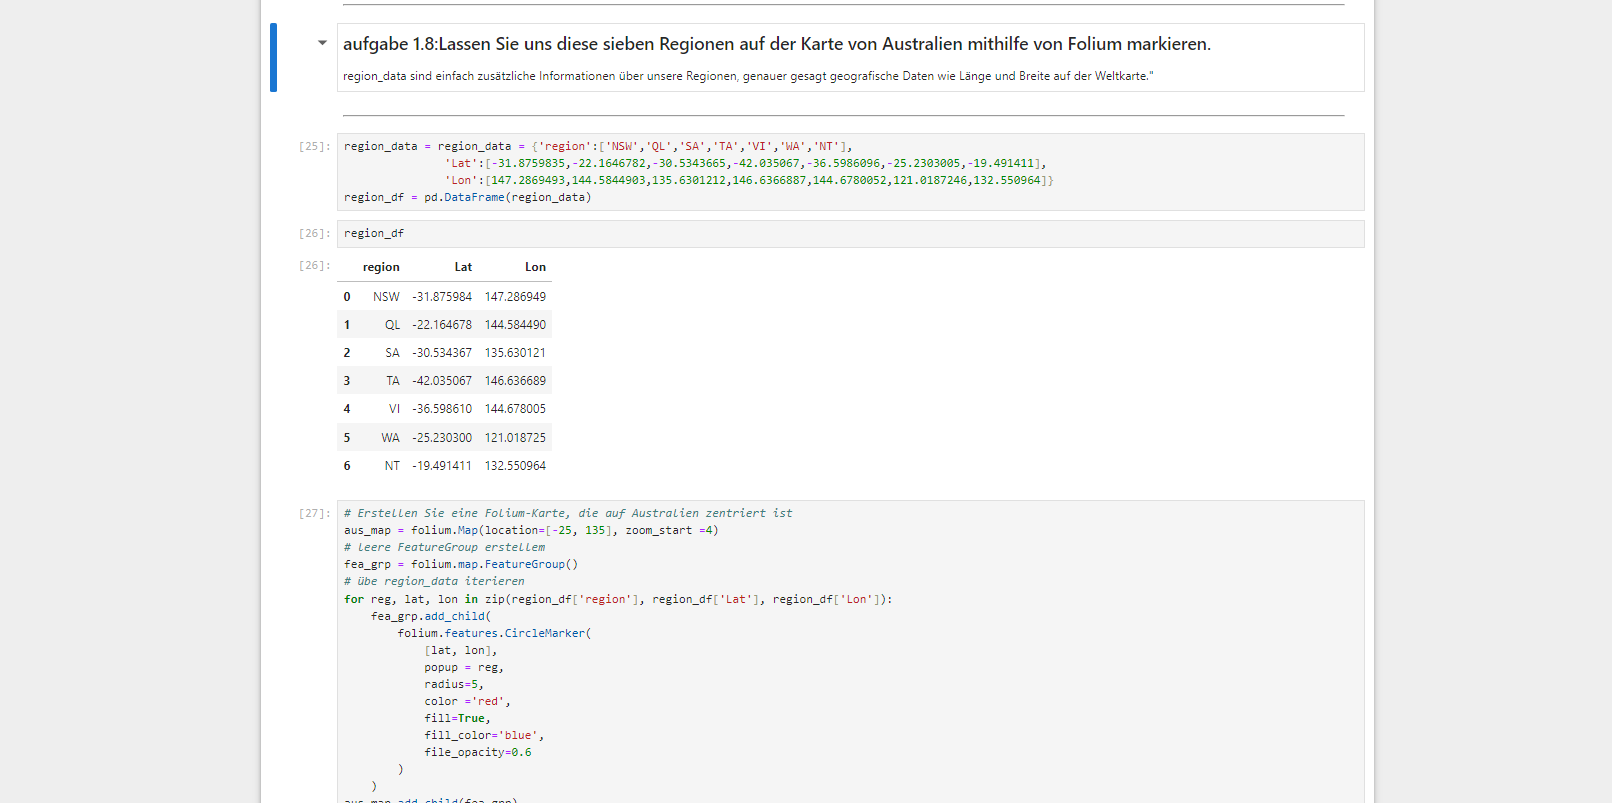 aufgabe 1.8:Lassen Sie uns diese sieben Regionen auf der Karte von Australien mithilfe von Folium markieren.
region_data sind einfach zusätzliche Informationen über unsere Regionen, genauer gesagt geografische Daten wie Länge und Breite auf der Weltkarte."
[25]: region_data = region_data = {'region':['NSW','QL','SA','TA','VI','WA','NT'],
'Lat':[-31.8759835,-22.1646782,-30.5343665,-42.035067,-36.5986096,-25.2303005,-19.491411],
'Lon':[147.2869493,144.5844903,135.6301212,146.6366887,144.6780052,121.0187246,132.550964]}
region_df = pd.DataFrame(region_data)
[26]: region_df
[26]: region Lat Lon
0 NSW -31.875984 147.286949
1 QL -22.164678 144.584490
2 SA -30.534367 135.630121
3 TA -42.035067 146.636689
4 VI -36.598610 144.678005
5 WA -25.230300 121.018725
6 NT -19.491411 132.550964
[27]: # Erstellen Sie eine Folium-Karte, die auf Australien zentriert ist
aus_map = folium.Map(location=[-25, 135], zoom_start =4)
# leere FeatureGroup erstellem
fea_grp = folium.map.FeatureGroup()
# übe region_data iterieren
for reg, lat, lon in zip(region_df['region'], region_df['Lat'], region_df['Lon']):
fea_grp.add_child(
folium.features.CircleMarker(
[lat, lon],
popup = reg,
radius=5,
color ='red',
fill=True,
fill_color='blue',
file_opacity=0.6
)
)
aus_map.add_child(fea_grp)